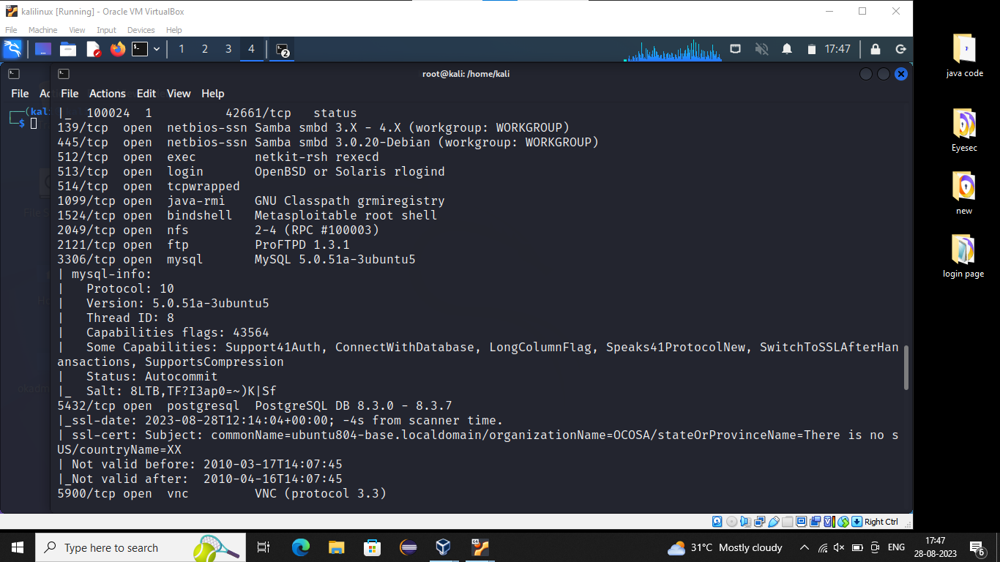 kalilinux [Running] - Oracle VM VirtualBox
File Machine View Input Devices Help
1 2 3 4 2 17:47
root@kali: /home/kali
File Ac File Actions Edit View Help
(kal
$
|_  100024  1          42661/tcp   status
139/tcp  open  netbios-ssn Samba smbd 3.X - 4.X (workgroup: WORKGROUP)
445/tcp  open  netbios-ssn Samba smbd 3.0.20-Debian (workgroup: WORKGROUP)
512/tcp  open  exec        netkit-rsh rexecd
513/tcp  open  login       OpenBSD or Solaris rlogind
514/tcp  open  tcpwrapped
1099/tcp open  java-rmi    GNU Classpath grmiregistry
1524/tcp open  bindshell   Metasploitable root shell
2049/tcp open  nfs         2-4 (RPC #100003)
2121/tcp open  ftp         ProFTPD 1.3.1
3306/tcp open  mysql       MySQL 5.0.51a-3ubuntu5
| mysql-info:
|   Protocol: 10
|   Version: 5.0.51a-3ubuntu5
|   Thread ID: 8
|   Capabilities flags: 43564
|   Some Capabilities: Support41Auth, ConnectWithDatabase, LongColumnFlag, Speaks41ProtocolNew, SwitchToSSLAfterHan
ansactions, SupportsCompression
|   Status: Autocommit
|_  Salt: 8LTB,TF?I3ap0=~)K|Sf
5432/tcp open  postgresql  PostgreSQL DB 8.3.0 - 8.3.7
|_ssl-date: 2023-08-28T12:14:04+00:00; -4s from scanner time.
| ssl-cert: Subject: commonName=ubuntu804-base.localdomain/organizationName=OCOSA/stateOrProvinceName=There is no s
US/countryName=XX
| Not valid before: 2010-03-17T14:07:45
|_Not valid after:  2010-04-16T14:07:45
5900/tcp open  vnc         VNC (protocol 3.3)
Right Ctrl
java code
Eyesec
new
login page
Type here to search
31°C Mostly cloudy
ENG
17:47
28-08-2023
6